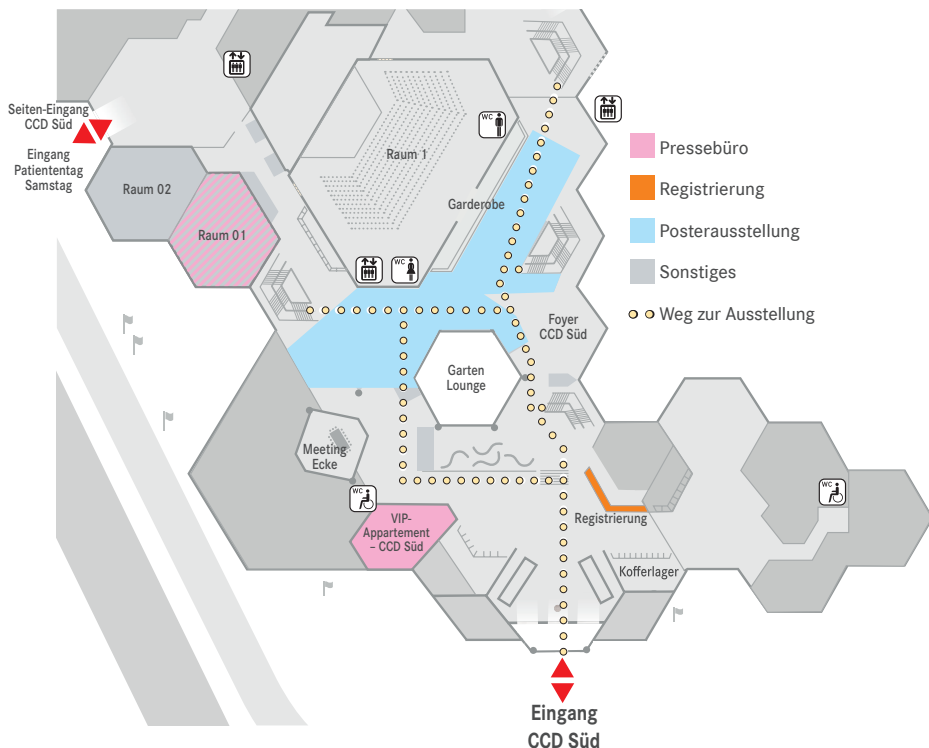 Seiten-Eingang
CCD Süd
Eingang
Patiententag
Samstag
Raum 02
Raum 01
Raum 1
WC
Garderobe
WC
Foyer
CCD Süd
Garten
Lounge
Meeting
Ecke
WC
VIP-
Appartement
– CCD Süd
Registrierung
Kofferlager
WC
Eingang
CCD Süd
Pressebüro
Registrierung
Posterausstellung
Sonstiges
Weg zur Ausstellung